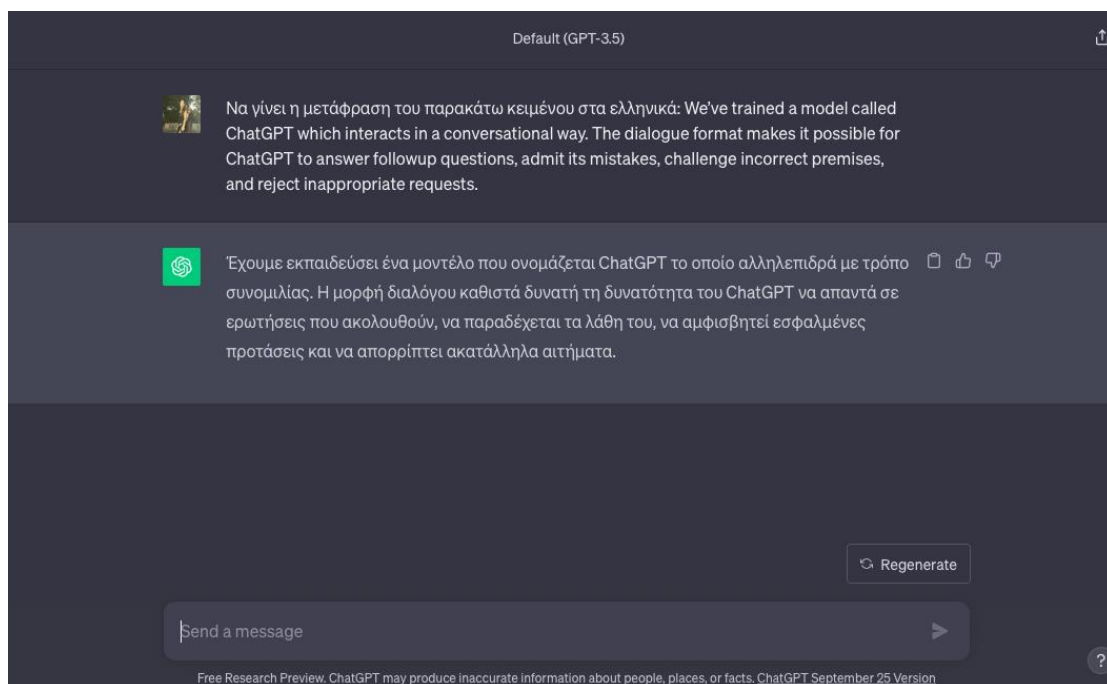 Default (GPT-3.5)
Να γίνει η μετάφραση του παρακάτω κειμένου στα ελληνικά: We've trained a model called
ChatGPT which interacts in a conversational way. The dialogue format makes it possible for
ChatGPT to answer followup questions, admit its mistakes, challenge incorrect premises,
and reject inappropriate requests.
Έχουμε εκπαιδεύσει ένα μοντέλο που ονομάζεται ChatGPT το οποίο αλληλεπιδρά με τρόπο
συνομιλίας. Η μορφή διαλόγου καθιστά δυνατή τη δυνατότητα του ChatGPT να απαντά σε
ερωτήσεις που ακολουθούν, να παραδέχεται τα λάθη του, να αμφισβητεί εσφαλμένες
προτάσεις και να απορρίπτει ακατάλληλα αιτήματα.
Regenerate
Send a message
?
Free Research Preview. ChatGPT may produce inaccurate information about people, places, or facts. ChatGPT September 25 Version